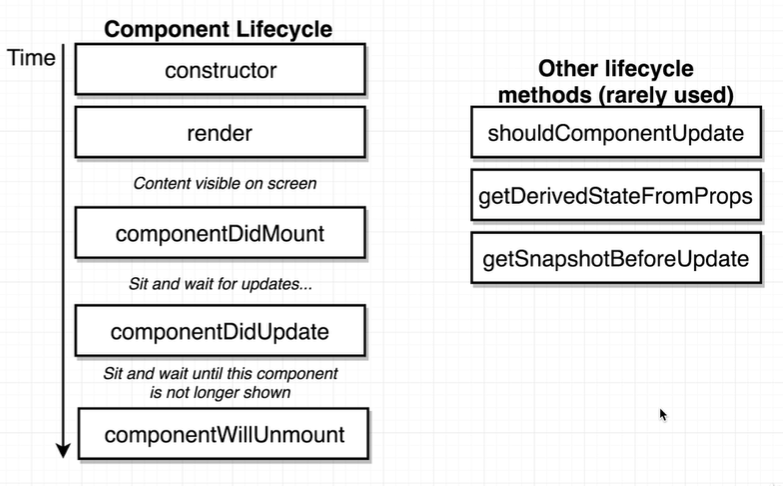 Component Lifecycle
Time
constructor
render
Content visible on screen
componentDidMount
Sit and wait for updates...
componentDidUpdate
Sit and wait until this component
is not longer shown
componentWillUnmount
Other lifecycle
methods (rarely used)
shouldComponentUpdate
getDerivedStateFromProps
getSnapshotBeforeUpdate